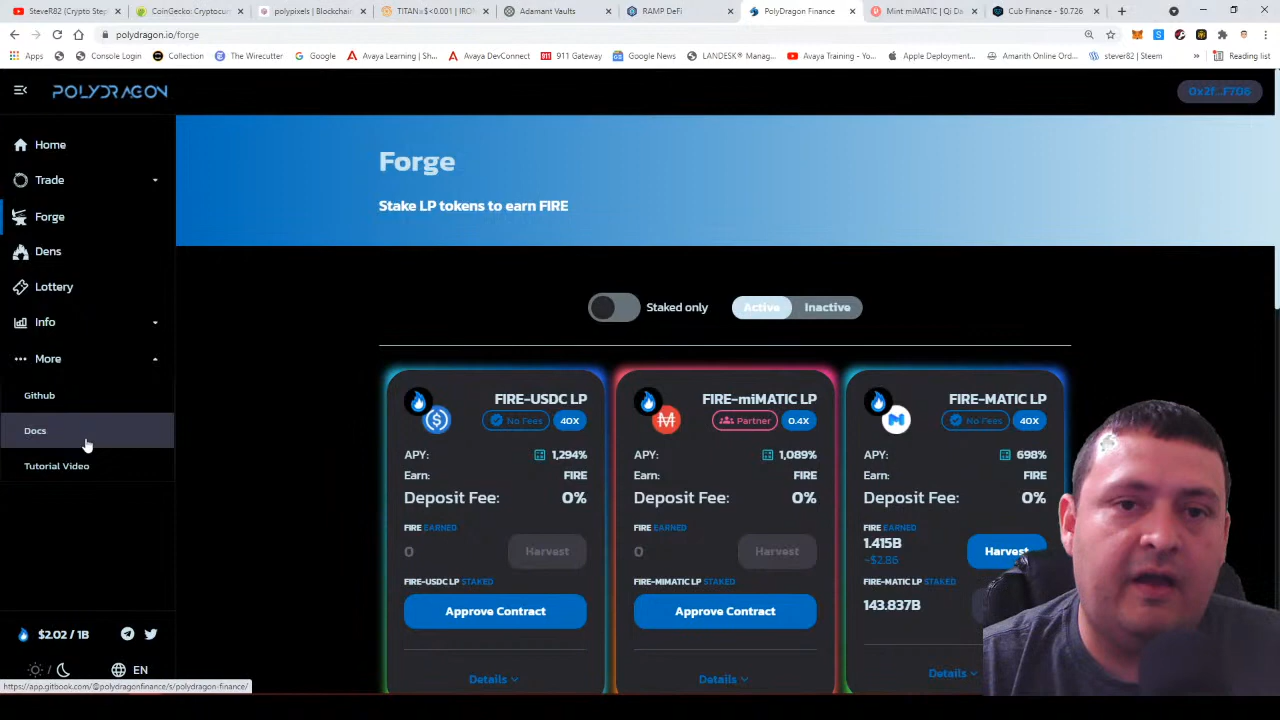 SteveR82 (Crypto Step
CoinGecko: Cryptocur
polypixels | Blockchain
TITAN≥$<0.001 | IRON
Adamant Vaults
RAMP DeFi
PolyDragon Finance
Mint miMATIC | Qi Da
Cub Finance - $0.726
polydragon.io/forge
Apps
Console Login
Collection
The Wirecutter
Google
Avaya Learning | Sh...
Avaya DevConnect
911 Gateway
Google News
LANDESK® Manag...
Avaya Training - Yo...
Apple Deployment...
Amarith Online Ord...
stever82 | Steem
»
Reading list
POLYDRAGON
0x2f...F706
Home
Trade
Forge
Dens
Lottery
Info
More
Github
Docs
Tutorial Video
$2.02 / 1B
/
EN
https://app.gitbook.com/@polydragonfinance/s/polydragon-finance/
Forge
Stake LP tokens to earn FIRE
Staked only
Active
Inactive
FIRE-USDC LP
No Fees
40X
APY:
1,294%
Earn:
FIRE
Deposit Fee:
0%
FIRE EARNED
0
Harvest
FIRE-USDC LP STAKED
Approve Contract
Details
FIRE-miMATIC LP
Partner
0.4X
APY:
1,089%
Earn:
FIRE
Deposit Fee:
0%
FIRE EARNED
0
Harvest
FIRE-MIMATIC LP STAKED
Approve Contract
Details
FIRE-MATIC LP
No Fees
40X
APY:
698%
Earn:
FIRE
Deposit Fee:
0%
FIRE EARNED
1.415B
~$2.86
Harvest
FIRE-MATIC LP STAKED
143.837B
Details